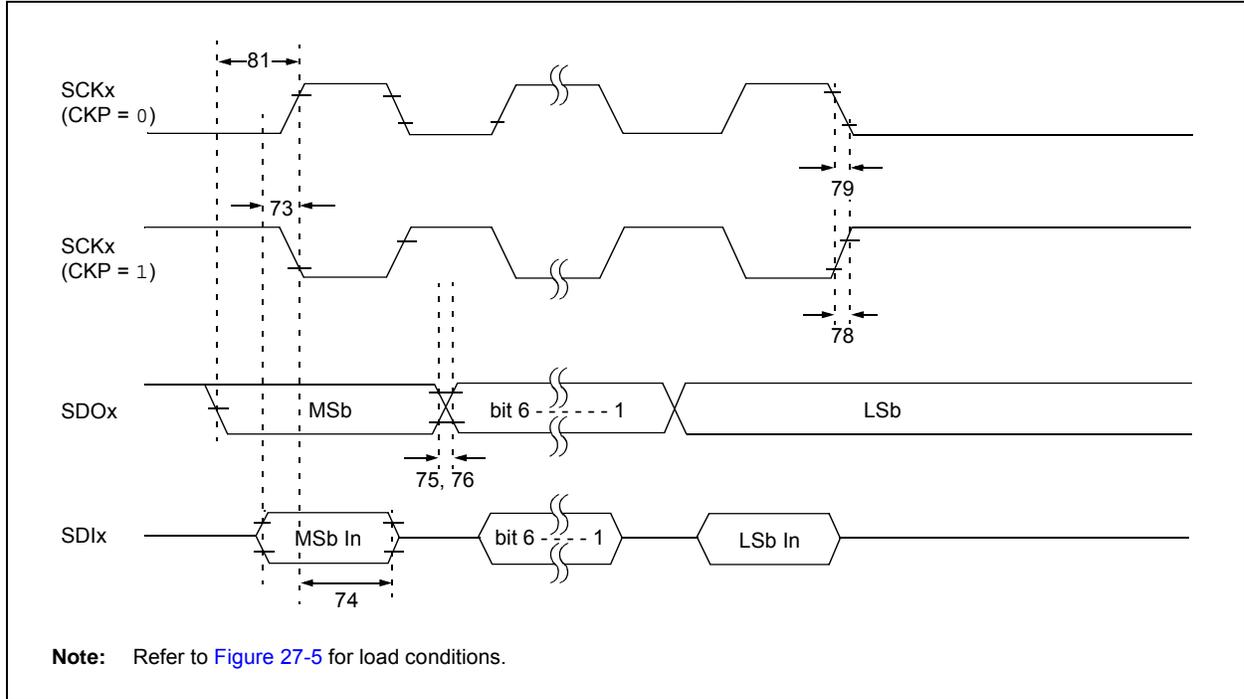 81
SCKx
(CKP = 0)
79
73
SCKx
(CKP = 1)
78
SDOx
MSb
bit 6 - - - - - - 1
LSb
75, 76
SDIx
MSb In
bit 6 - - - - 1
LSb In
74
Note: Refer to Figure 27-5 for load conditions.